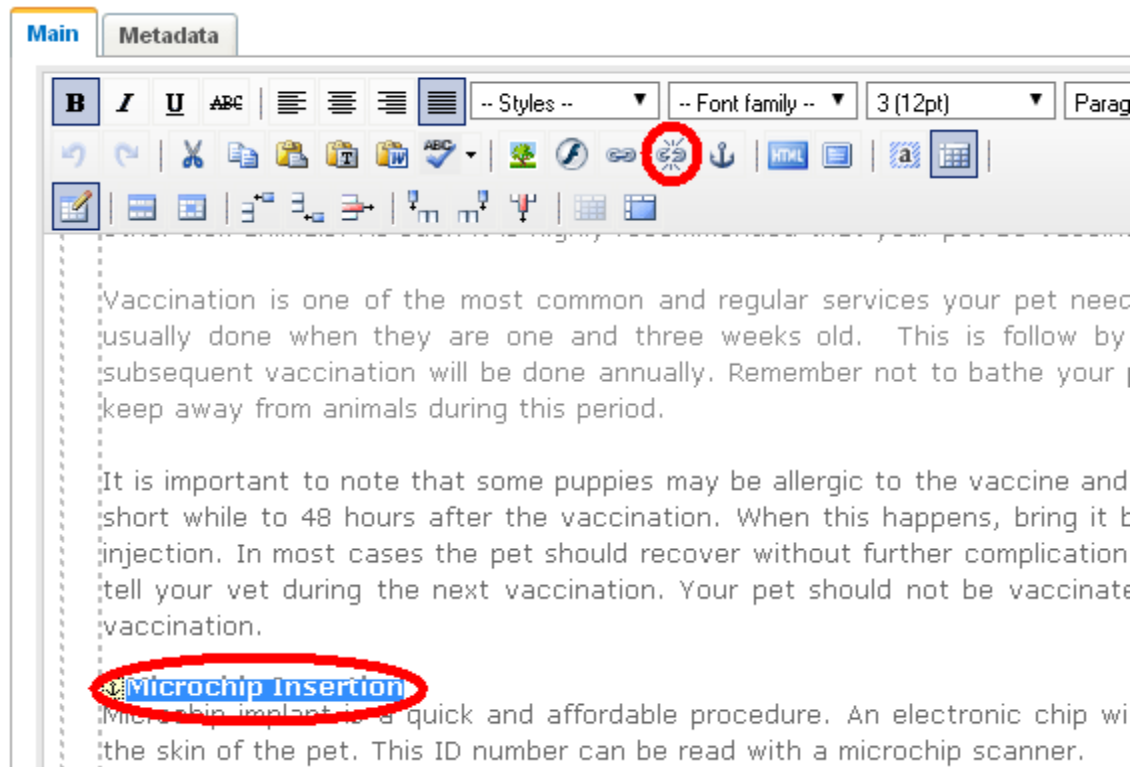 Main Metadata
B I U ABC -- Styles -- -- Font family -- 3 (12pt) Parag
T W ABC HTML a
Vaccination is one of the most common and regular services your pet need
usually done when they are one and three weeks old. This is follow by
subsequent vaccination will be done annually. Remember not to bathe your
keep away from animals during this period.
It is important to note that some puppies may be allergic to the vaccine and
short while to 48 hours after the vaccination. When this happens, bring it b
injection. In most cases the pet should recover without further complication
tell your vet during the next vaccination. Your pet should not be vaccinate
vaccination.
Microchip Insertion
Microchip implant is a quick and affordable procedure. An electronic chip wi
the skin of the pet. This ID number can be read with a microchip scanner.